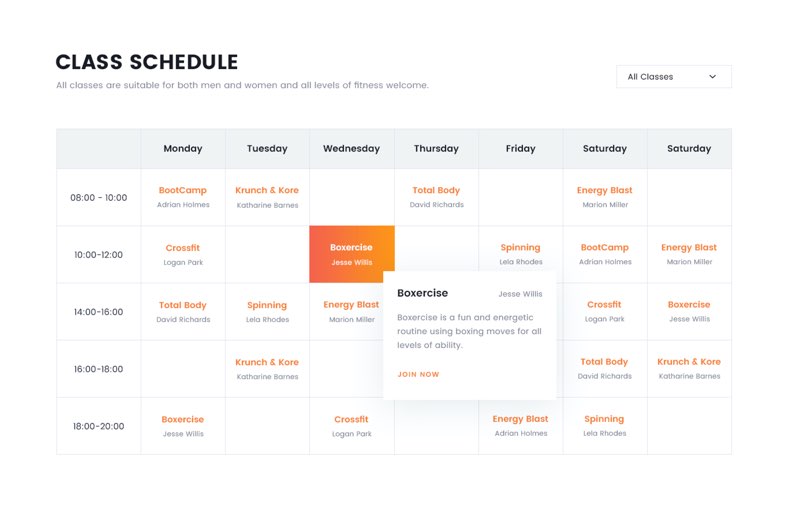 CLASS SCHEDULE
All classes are suitable for both men and women and all levels of fitness welcome.
All Classes
Monday Tuesday Wednesday Thursday Friday Saturday Saturday
08:00 - 10:00 BootCamp Krunch & Kore Total Body Energy Blast
Adrian Holmes Katharine Barnes David Richards Marion Miller
10:00-12:00 Crossfit Boxercise Spinning BootCamp Energy Blast
Logan Park Jesse Willis Lela Rhodes Adrian Holmes Marion Miller
Boxercise Jesse Willis
Boxercise is a fun and energetic
routine using boxing moves for all
levels of ability.
JOIN NOW
14:00-16:00 Total Body Spinning Energy Blast Crossfit Boxercise
David Richards Lela Rhodes Marion Miller Logan Park Jesse Willis
16:00-18:00 Krunch & Kore Total Body Krunch & Kore
Katharine Barnes David Richards Katharine Barnes
18:00-20:00 Boxercise Crossfit Energy Blast Spinning
Jesse Willis Logan Park Adrian Holmes Lela Rhodes